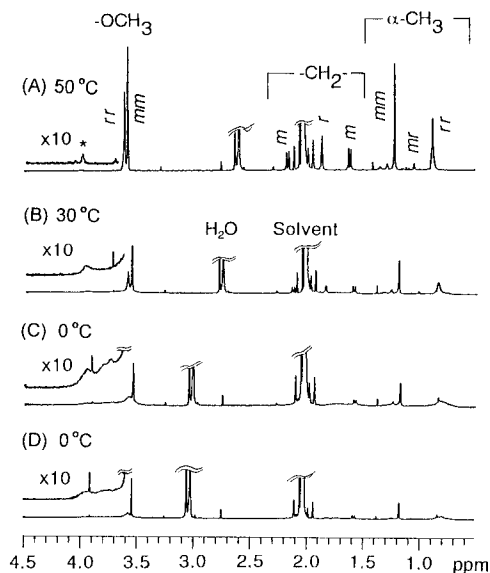 -OCH3
α-CH3
-CH2-
(A) 50 °C
x10
*
rr
mm
m
r
m
mm
mr
rr
(B) 30 °C
x10
H2O
Solvent
(C) 0 °C
x10
(D) 0 °C
x10
4.5 4.0 3.5 3.0 2.5 2.0 1.5 1.0 ppm